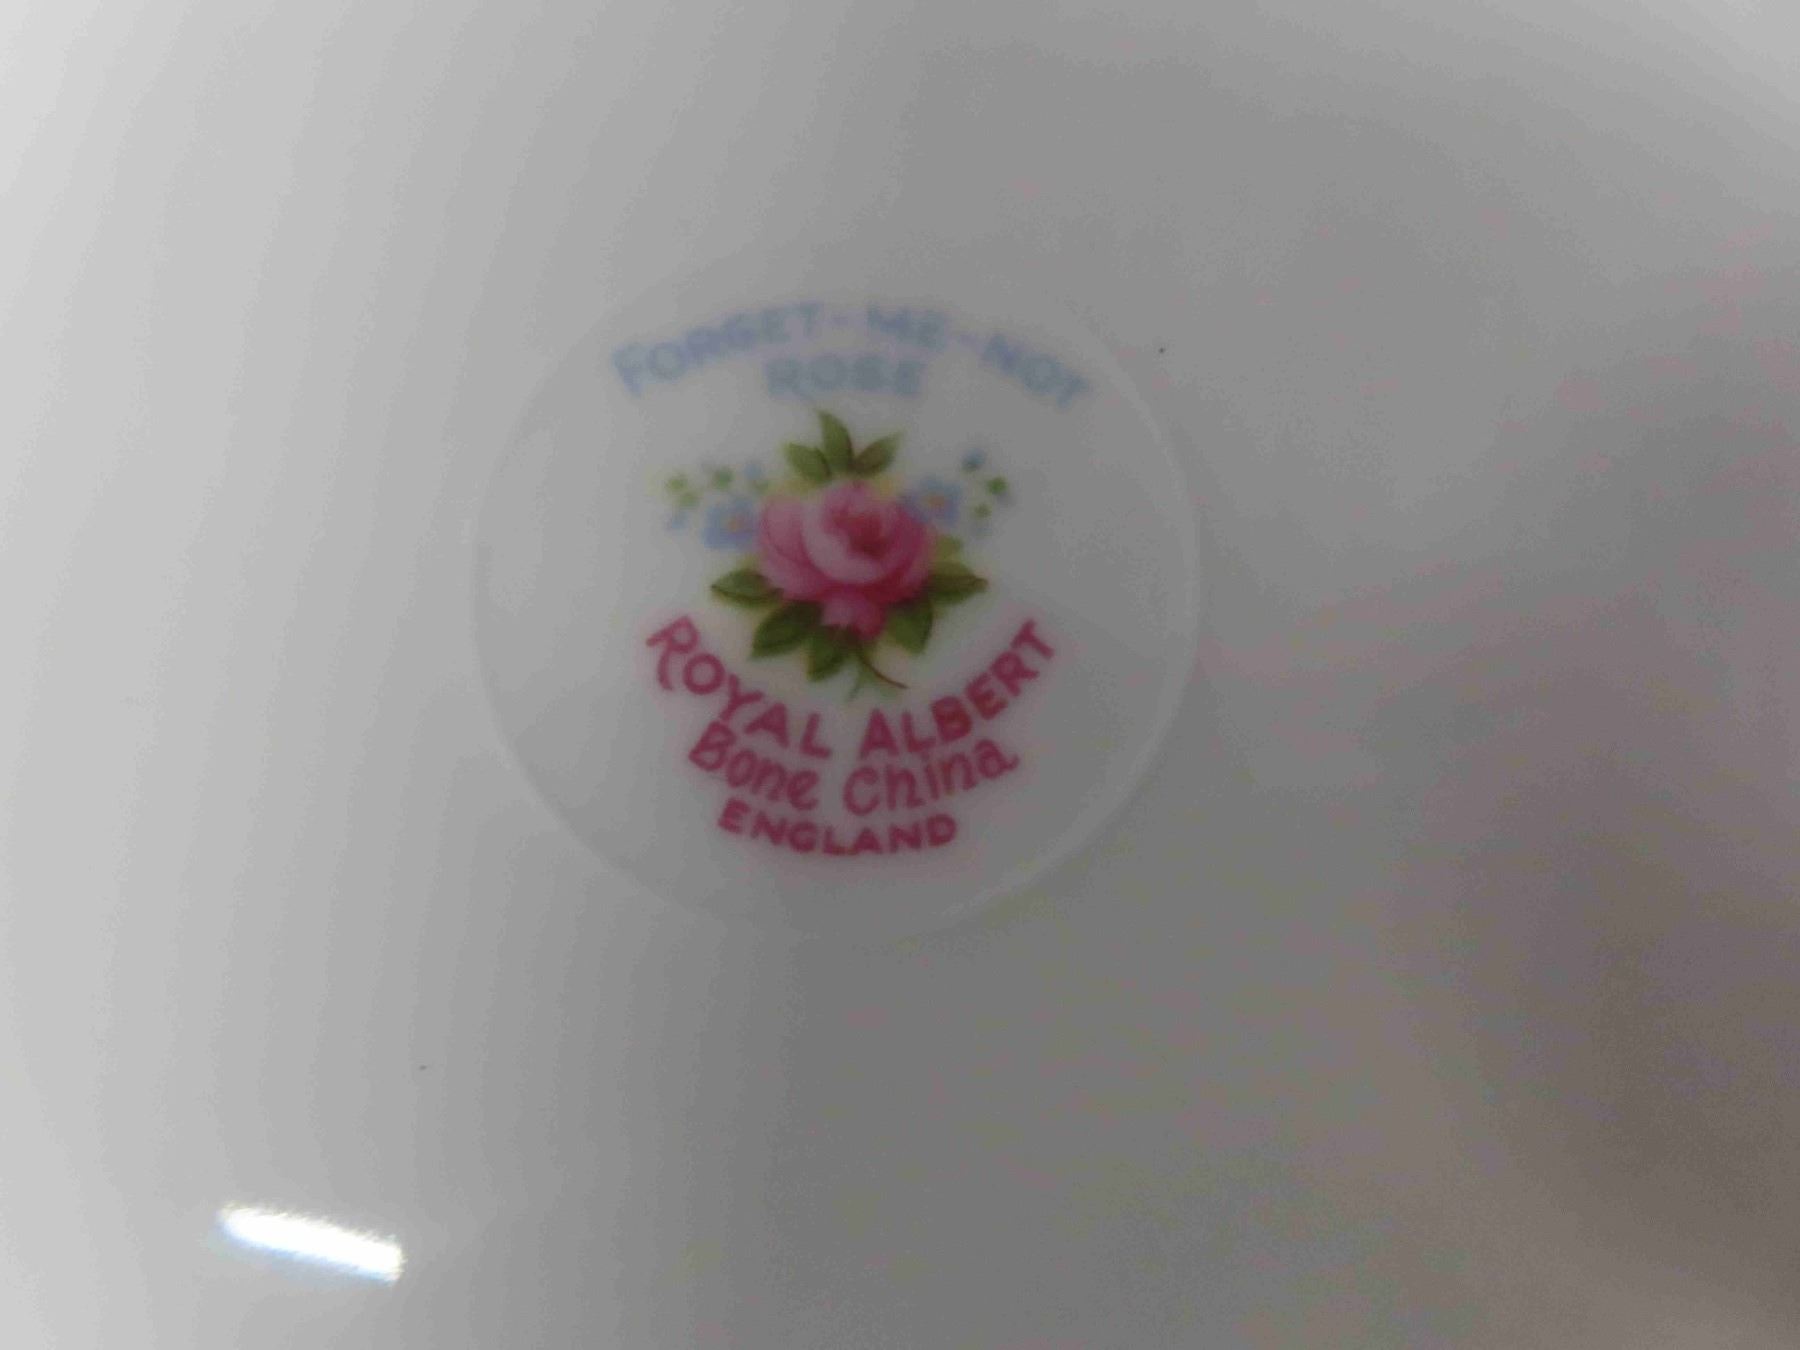 FORGET-ME-NOT
ROSE
ROYAL ALBERT
Bone China
ENGLAND